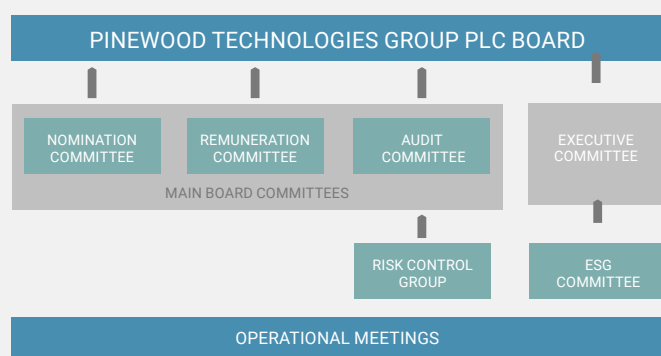 PINEWOOD TECHNOLOGIES GROUP PLC BOARD
NOMINATION
COMMITTEE
REMUNERATION
COMMITTEE
AUDIT
COMMITTEE
EXECUTIVE
COMMITTEE
MAIN BOARD COMMITTEES
RISK CONTROL
GROUP
ESG
COMMITTEE
OPERATIONAL MEETINGS